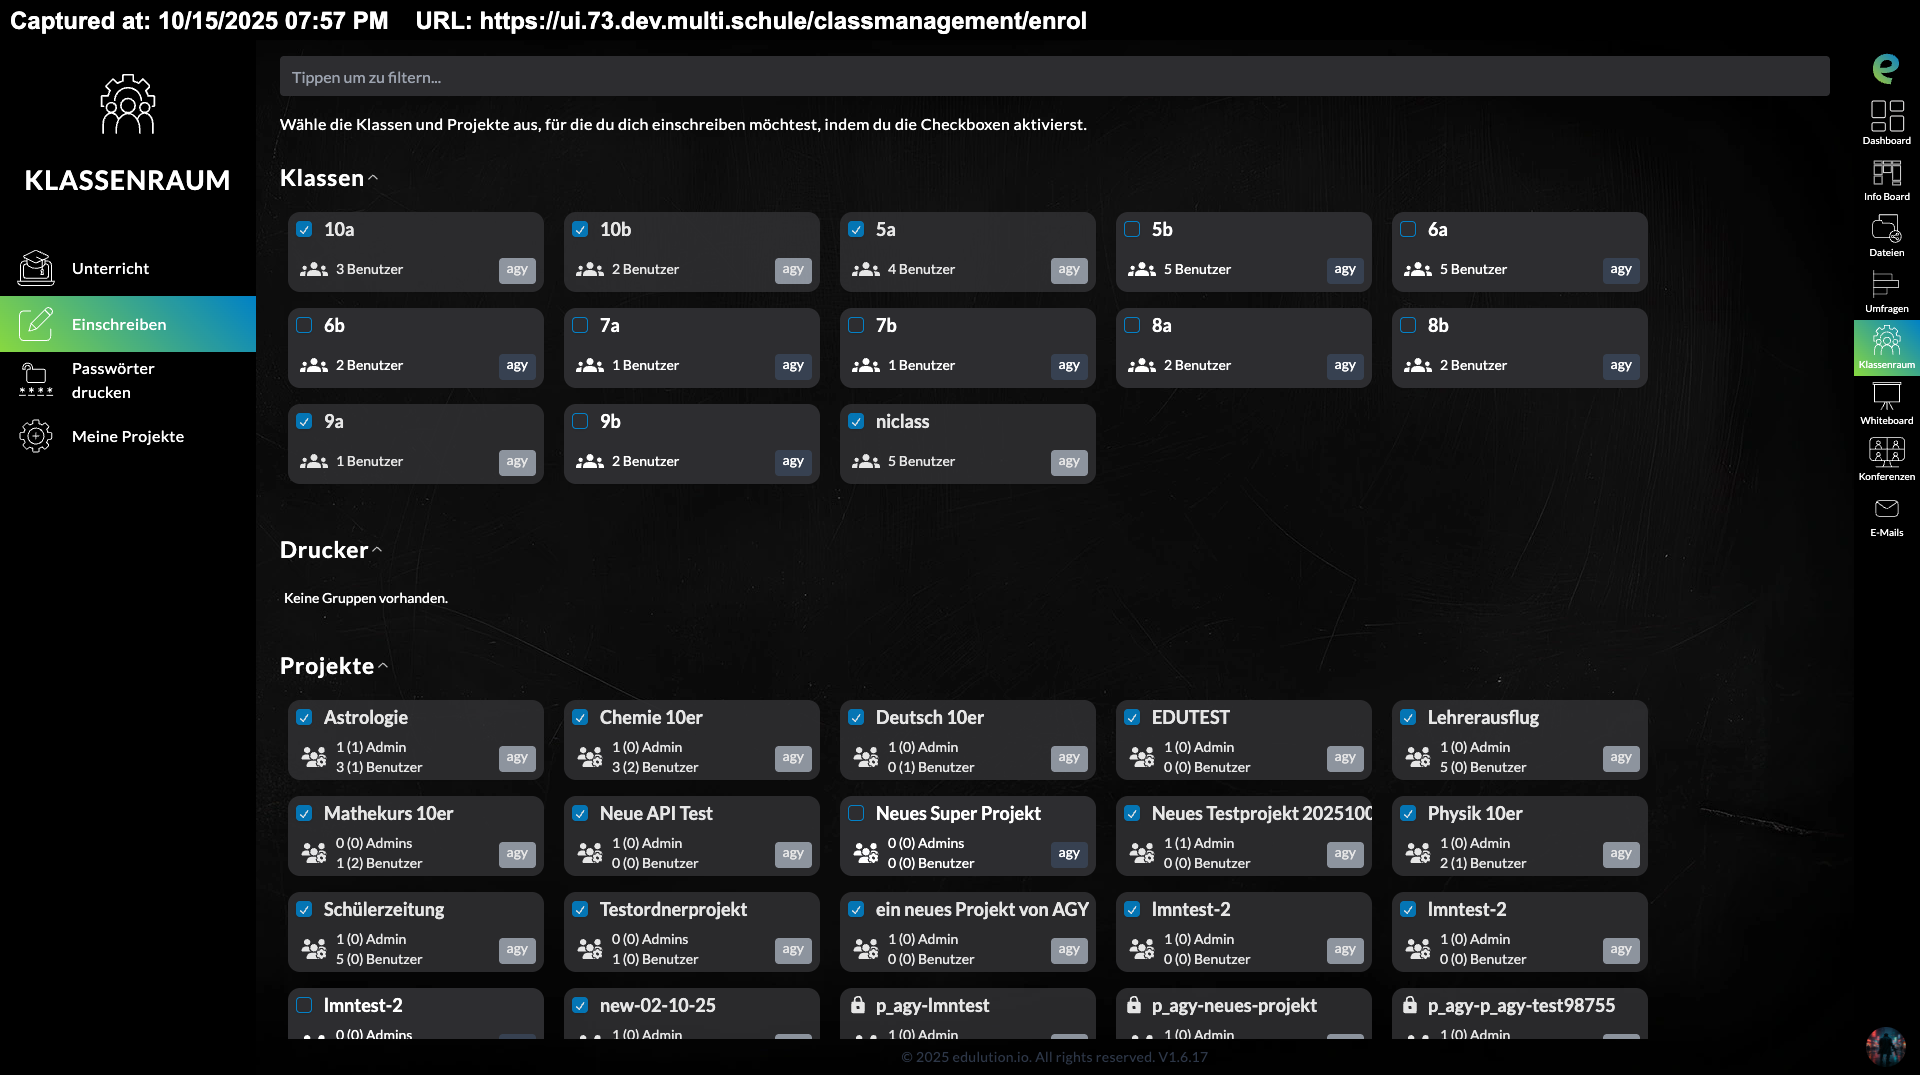 Captured at: 10/15/2025 07:57 PM URL: https://ui.73.dev.multi.schule/classmanagement/enrol
KLASSENRAUM
Unterricht
Einschreiben
Passwörter
drucken
Meine Projekte
Tippen um zu filtern...
Wähle die Klassen und Projekte aus, für die du dich einschreiben möchtest, indem du die Checkboxen aktivierst.
Klassen
10a
3 Benutzer
agy
10b
2 Benutzer
agy
5a
4 Benutzer
agy
5b
5 Benutzer
agy
6a
5 Benutzer
agy
6b
2 Benutzer
agy
7a
1 Benutzer
agy
7b
1 Benutzer
agy
8a
2 Benutzer
agy
8b
2 Benutzer
agy
9a
1 Benutzer
agy
9b
2 Benutzer
agy
niclass
5 Benutzer
agy
Drucker
Keine Gruppen vorhanden.
Projekte
Astrologie
1 (1) Admin
3 (1) Benutzer
agy
Chemie 10er
1 (0) Admin
3 (2) Benutzer
agy
Deutsch 10er
1 (0) Admin
0 (1) Benutzer
agy
EDUTEST
1 (0) Admin
0 (0) Benutzer
agy
Lehrerausflug
1 (0) Admin
5 (0) Benutzer
agy
Mathekurs 10er
0 (0) Admins
1 (2) Benutzer
agy
Neue API Test
1 (0) Admin
0 (0) Benutzer
agy
Neues Super Projekt
0 (0) Admins
0 (0) Benutzer
agy
Neues Testprojekt 2025100
1 (1) Admin
0 (0) Benutzer
agy
Physik 10er
1 (0) Admin
2 (1) Benutzer
agy
Schülerzeitung
1 (0) Admin
5 (0) Benutzer
agy
Testordnerprojekt
0 (0) Admins
1 (0) Benutzer
agy
ein neues Projekt von AGY
1 (0) Admin
0 (0) Benutzer
agy
lmntest-2
1 (0) Admin
0 (0) Benutzer
agy
lmntest-2
1 (0) Admin
0 (0) Benutzer
agy
lmntest-2
0 (0) Admins
new-02-10-25
1 (0) Admin
p_agy-lmntest
1 (0) Admin
p_agy-neues-projekt
1 (0) Admin
p_agy-p_agy-test98755
1 (0) Admin
© 2025 edulution.io. All rights reserved. V1.6.17
Dashboard
Info Board
Dateien
Umfragen
Klassenraum
Whiteboard
Konferenzen
E-Mails